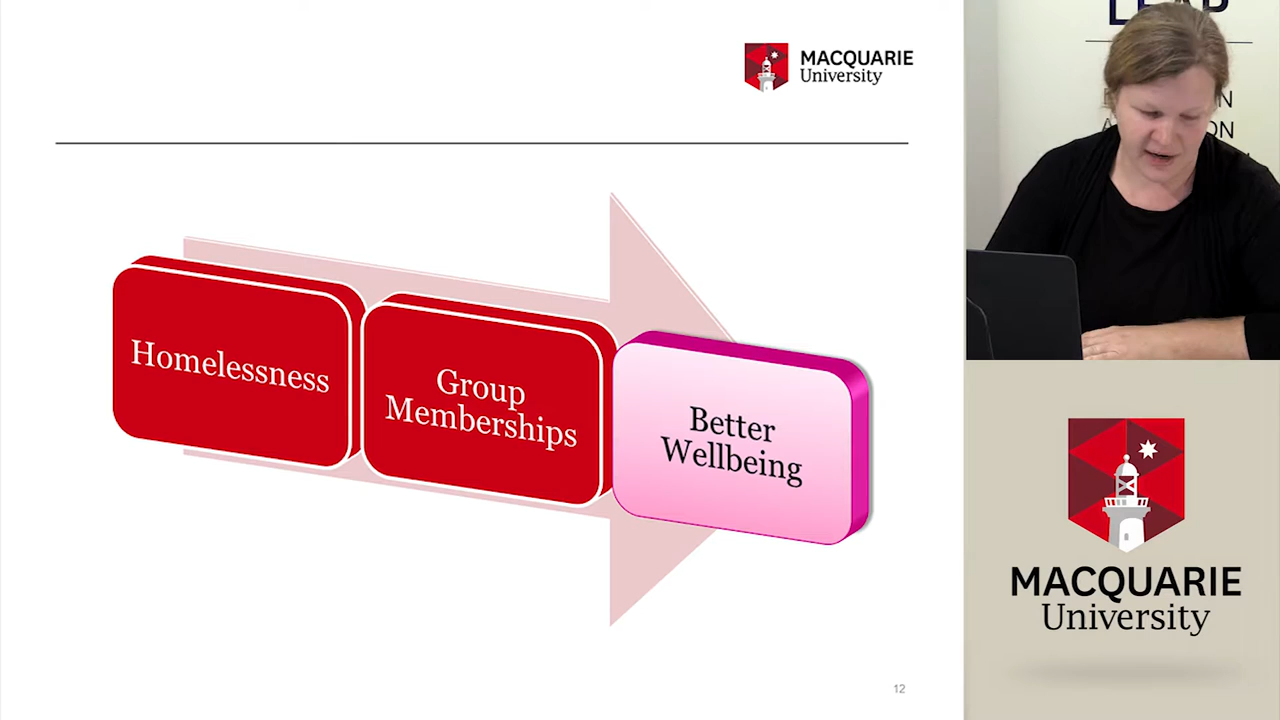 MACQUARIE
University
Homelessness
Group
Memberships
Better
Wellbeing
12
MACQUARIE
University